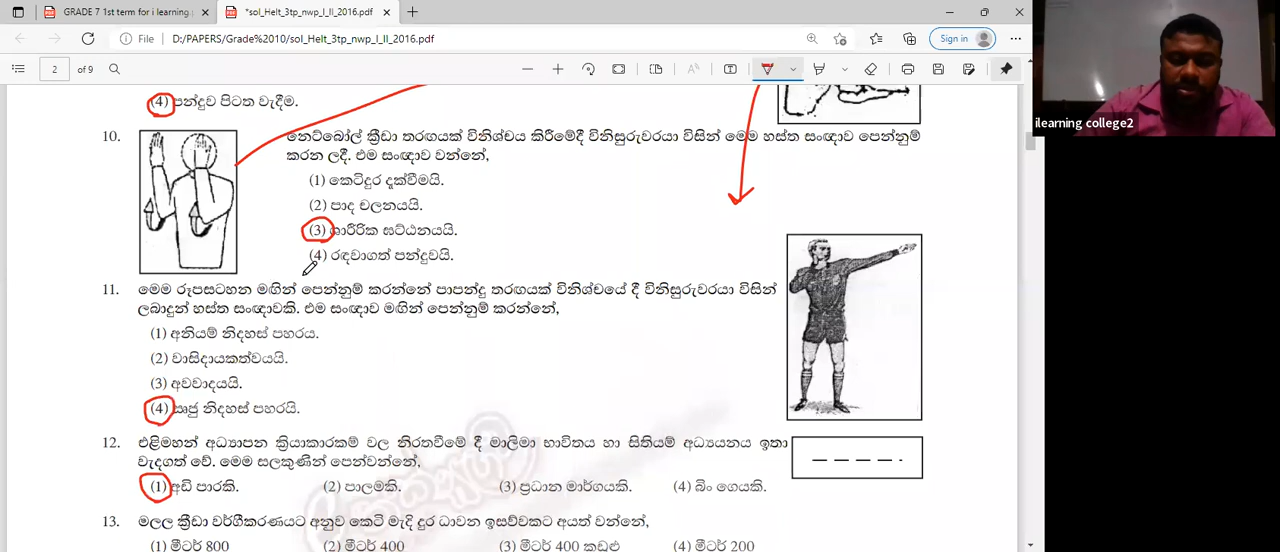 GRADE 7 1st term for i learning
*sol_Helt_3tp_nwp_I_II_2016.pdf
File D:/PAPERS/Grade%2010/sol_Helt_3tp_nwp_I_II_2016.pdf
Sign in
2 of 9
ilearning college2
(4) පන්දුව පිටත වැදීම.
10. නෙට්බෝල් ක්‍රීඩා තරඟයක් විනිශ්චය කිරීමේදී විනිසුරුවරයා විසින් මෙම හස්ත සංඥාව පෙන්නුම්
කරන ලදී. එම සංඥාව වන්නේ,
(1) කෙටිදුර දැක්වීමයි.
(2) පාද චලනයයි.
(3) ශාරීරික ඝට්ඨනයයි.
(4) රඳවාගත් පන්දුවයි.
11. මෙම රූපසටහන මඟින් පෙන්නුම් කරන්නේ පාපන්දු තරඟයක් විනිශ්චයේ දී විනිසුරුවරයා විසින්
ලබාදුන් හස්ත සංඥාවකි. එම සංඥාව මඟින් පෙන්නුම් කරන්නේ,
(1) අනියම් නිදහස් පහරය.
(2) වාසිදායකත්වයයි.
(3) අවවාදයයි.
(4) ඍජු නිදහස් පහරයි.
12. එළිමහන් අධ්‍යාපන ක්‍රියාකාරකම් වල නිරතවීමේ දී මාලිමා භාවිතය හා සිතියම් අධ්‍යයනය ඉතා
වැදගත් වේ. මෙම සලකුණින් පෙන්වන්නේ,
(1) අඩි පාරකි. (2) පාලමකි. (3) ප්‍රධාන මාර්ගයකි. (4) බිං ගෙයකි.
13. මලල ක්‍රීඩා වර්ගීකරණයට අනුව කෙටි මැදි දුර ධාවන ඉසව්වකට අයත් වන්නේ,
(1) මීටර් 800 (2) මීටර් 400 (3) මීටර් 400 කඩුළු (4) මීටර් 200